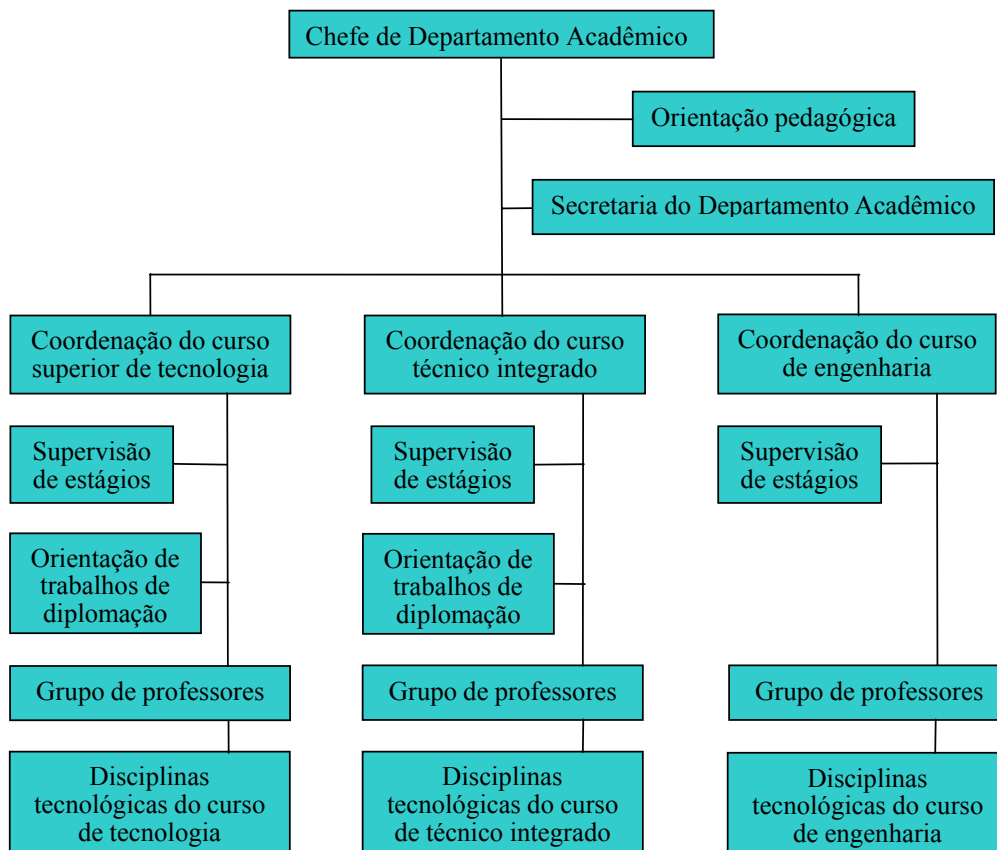 Chefe de Departamento Acadêmico
Orientação pedagógica
Secretaria do Departamento Acadêmico
Coordenação do curso
superior de tecnologia
Coordenação do curso
técnico integrado
Coordenação do curso
de engenharia
Supervisão
de estágios
Supervisão
de estágios
Supervisão
de estágios
Orientação de
trabalhos de
diplomação
Orientação de
trabalhos de
diplomação
Grupo de professores
Grupo de professores
Grupo de professores
Disciplinas
tecnológicas do curso
de tecnologia
Disciplinas
tecnológicas do curso
de técnico integrado
Disciplinas
tecnológicas do curso
de engenharia